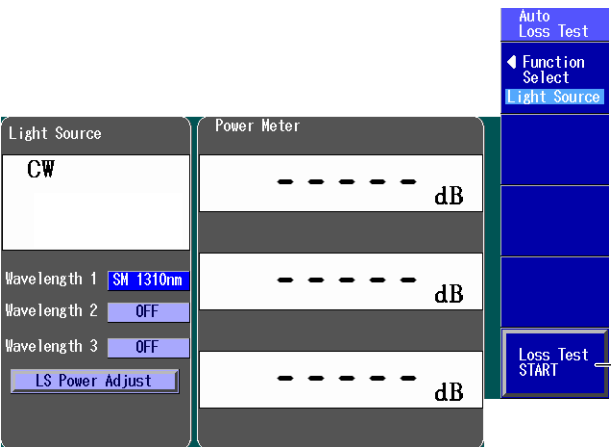 Auto
Loss Test
Function
Select
Light Source
Light Source
CW
Wavelength 1 SM 1310nm
Wavelength 2 OFF
Wavelength 3 OFF
LS Power Adjust
Power Meter
----- dB
----- dB
----- dB
Loss Test
START